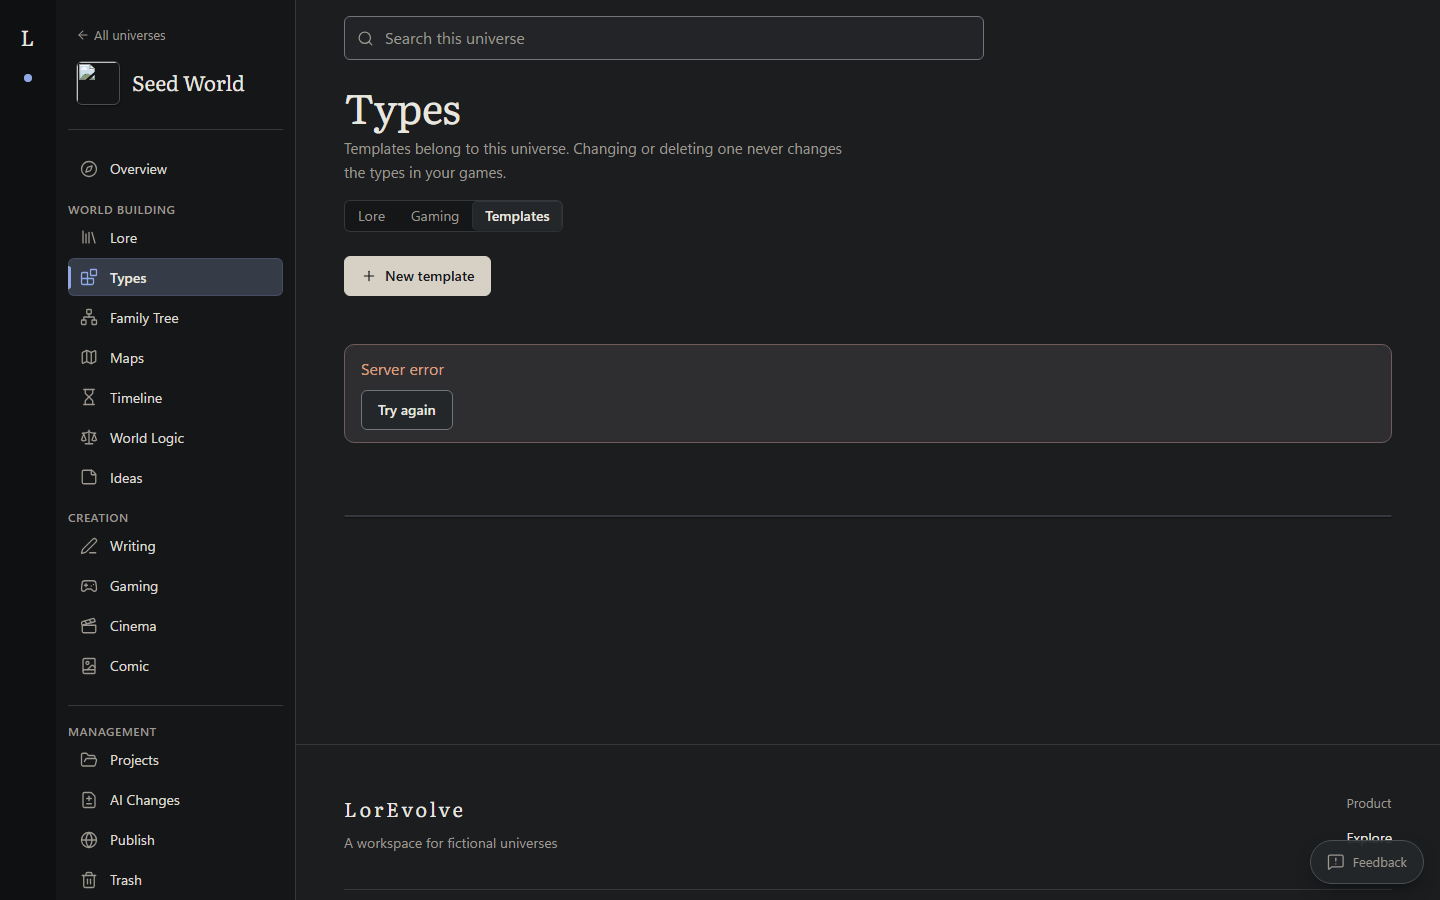 L
All universes
Seed World
Overview
WORLD BUILDING
Lore
Types
Family Tree
Maps
Timeline
World Logic
Ideas
CREATION
Writing
Gaming
Cinema
Comic
MANAGEMENT
Projects
AI Changes
Publish
Trash
Search this universe
Types
Templates belong to this universe. Changing or deleting one never changes
the types in your games.
Lore Gaming Templates
New template
Server error
Try again
LorEvolve
A workspace for fictional universes
Product
Explore
Feedback